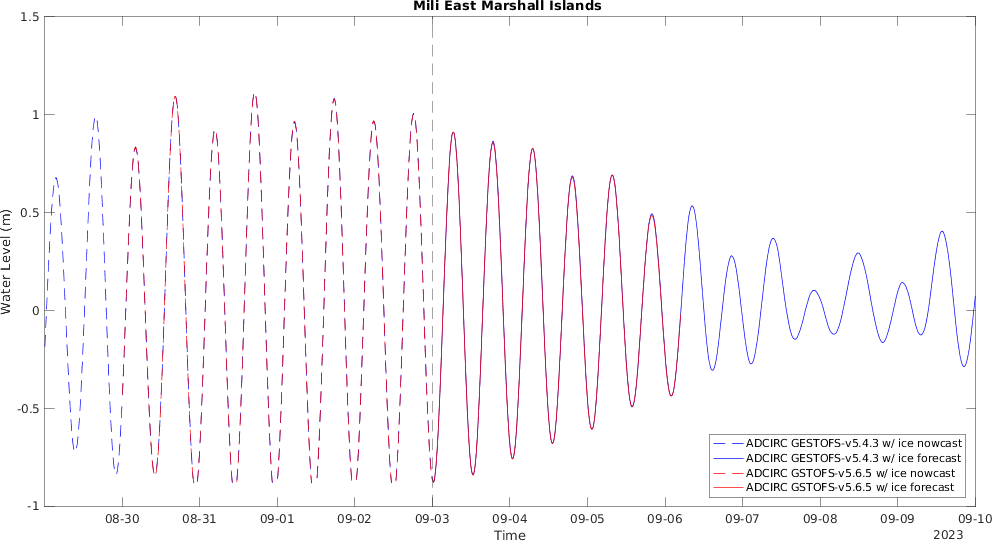 Mili East Marshall Islands
1.5
1
0.5
0
-0.5
-1
Water Level (m)
ADCIRC GESTOFS-v5.4.3 w/ ice nowcast
ADCIRC GESTOFS-v5.4.3 w/ ice forecast
ADCIRC GSTOFS-v5.6.5 w/ ice nowcast
ADCIRC GSTOFS-v5.6.5 w/ ice forecast
08-30 08-31 09-01 09-02 09-03 09-04 09-05 09-06 09-07 09-08 09-09 09-10
Time
2023